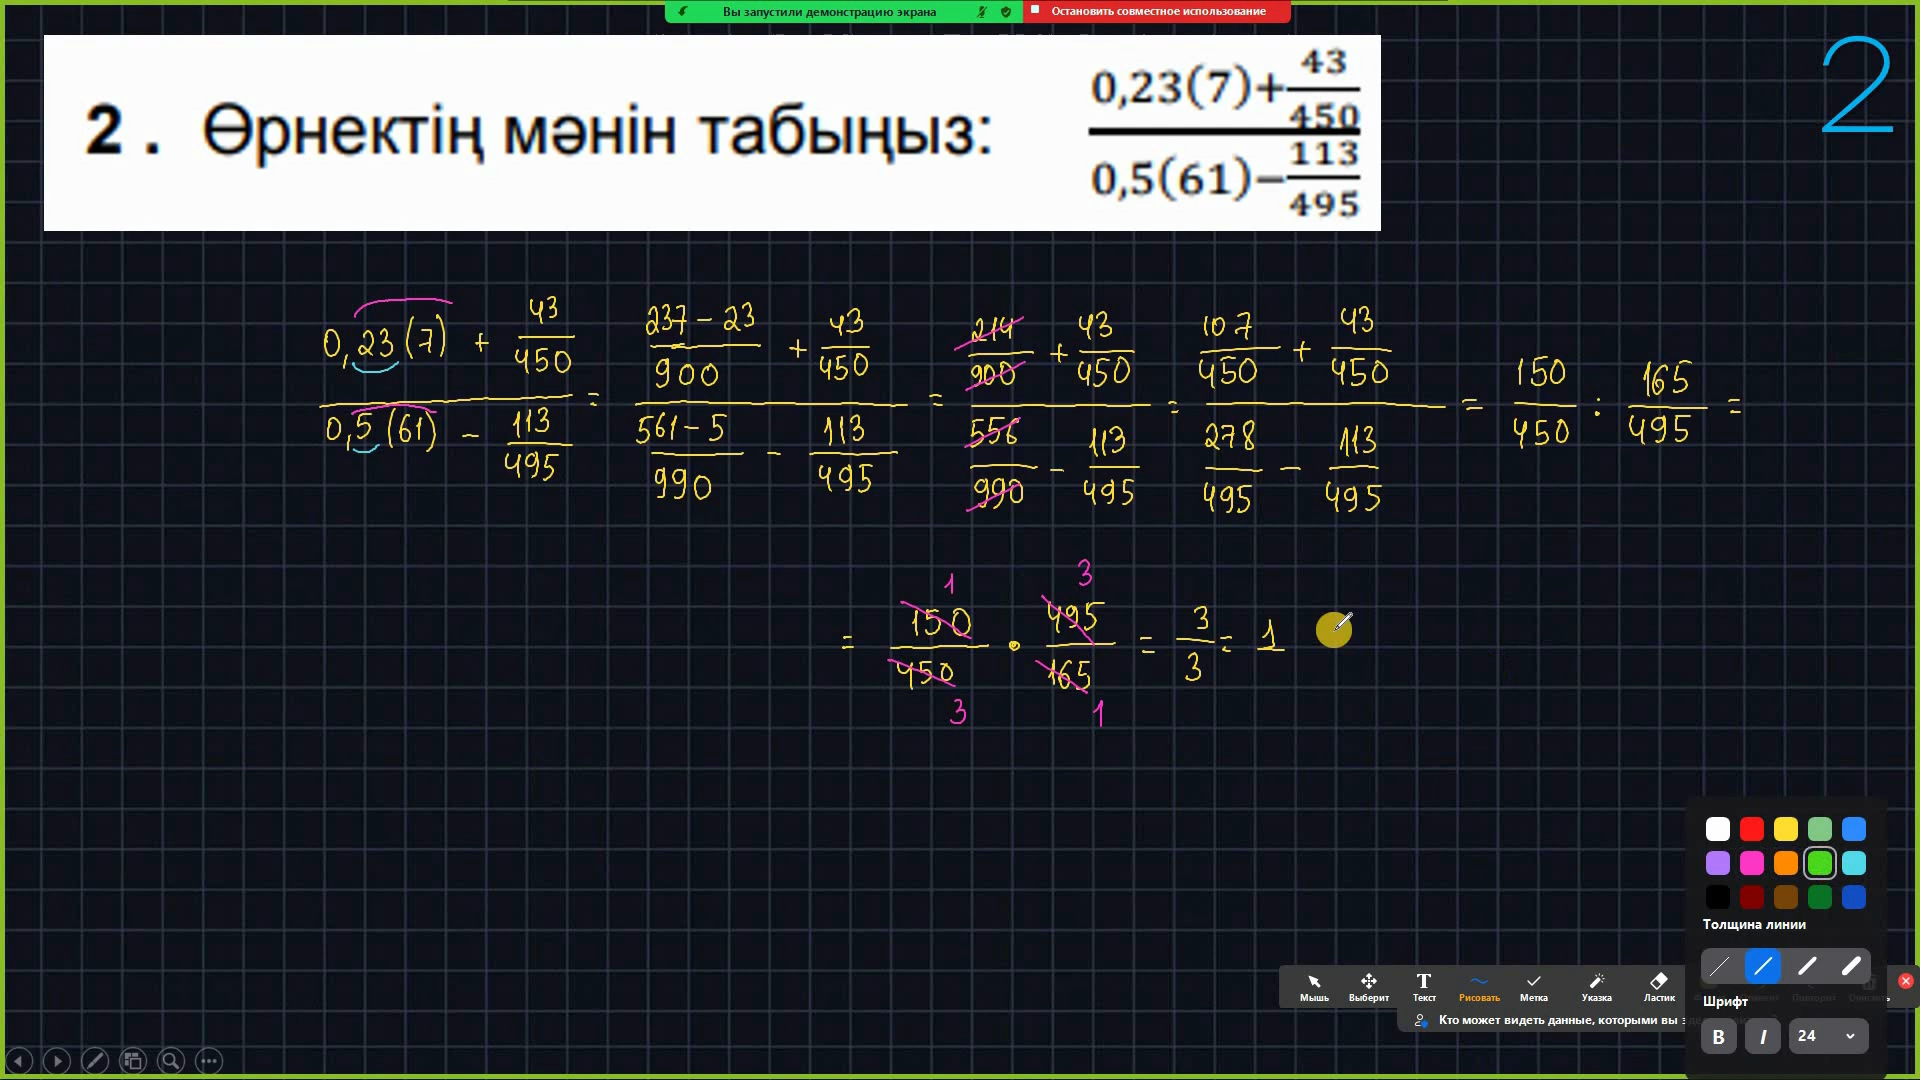 Вы запустили демонстрацию экрана
Остановить совместное использование
2 . Өрнектің мәнін табыңыз: (0,23(7)+43/450)/(0,5(61)−113/495)
2
(0,23(7) + 43/450)/(0,5(61) − 113/495) = ((237 − 23)/900 + 43/450)/((561 − 5)/990 − 113/495) = (214/900 + 43/450)/(556/990 − 113/495) = (107/450 + 43/450)/(278/495 − 113/495) = 150/450 : 165/495 =
1 3
= 150/450 · 495/165 = 3/3 = 1
3 1
Толщина линии
Мышь Выберит Текст Рисовать Метка Указка Ластик
Шрифт
Кто может видеть данные, которыми вы
B I 24